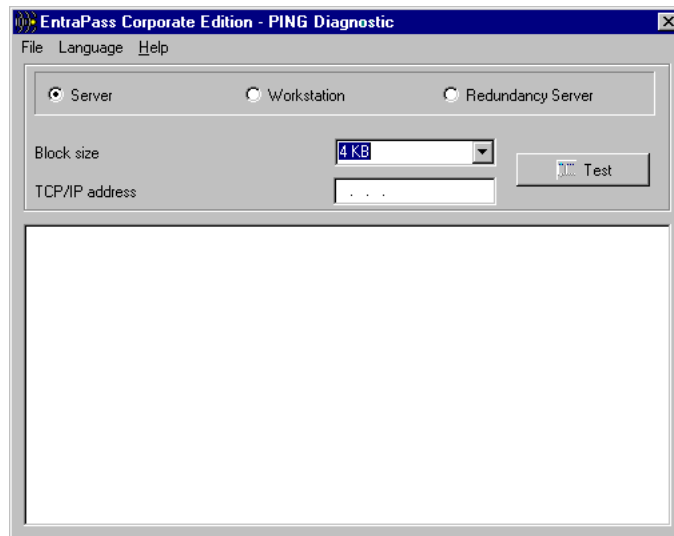 EntraPass Corporate Edition - PING Diagnostic
File Language Help
Server Workstation Redundancy Server
Block size 4 KB
Test
TCP/IP address . . .